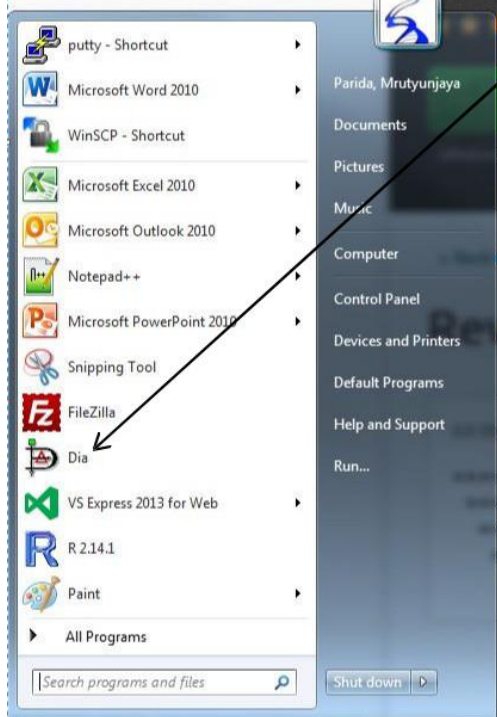 putty - Shortcut
Microsoft Word 2010
WinSCP - Shortcut
Microsoft Excel 2010
Microsoft Outlook 2010
Notepad++
Microsoft PowerPoint 2010
Snipping Tool
FileZilla
Dia
VS Express 2013 for Web
R 2.14.1
Paint
All Programs
Search programs and files
Parida, Mrutyunjaya
Documents
Pictures
Music
Computer
Control Panel
Devices and Printers
Default Programs
Help and Support
Run...
Shut down